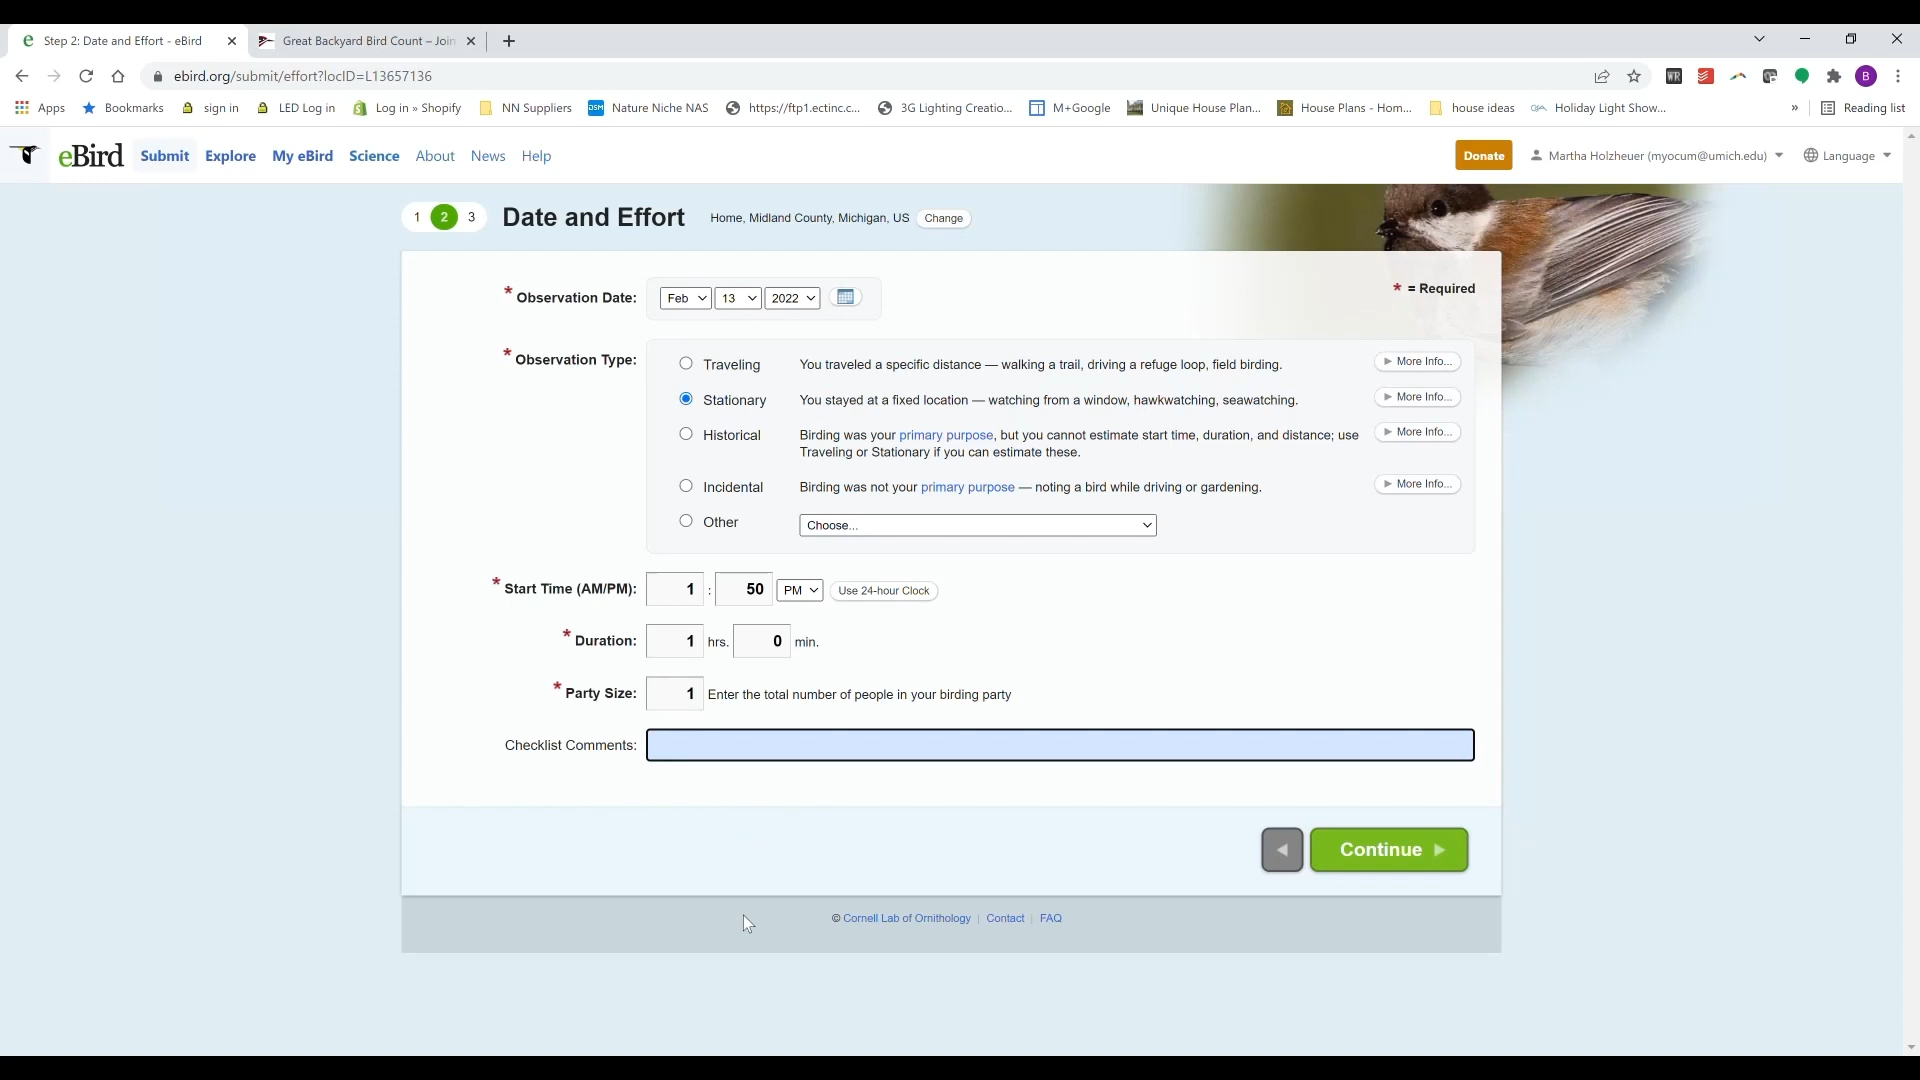 Step 2: Date and Effort - eBird
Great Backyard Bird Count – Join
ebird.org/submit/effort?locID=L13657136
WR
B
Apps
Bookmarks
sign in
LED Log in
Log in » Shopify
NN Suppliers
DSM
Nature Niche NAS
https://ftp1.ectinc.c...
3G Lighting Creatio...
M+Google
Unique House Plan...
House Plans - Hom...
house ideas
Holiday Light Show...
»
Reading list
eBird
Submit
Explore
My eBird
Science
About
News
Help
Donate
Martha Holzheuer (myocum@umich.edu)
Language
1 2 3
Date and Effort
Home, Midland County, Michigan, US
Change
* Observation Date:
Feb 13 2022
* = Required
* Observation Type:
Traveling
You traveled a specific distance — walking a trail, driving a refuge loop, field birding.
More Info...
Stationary
You stayed at a fixed location — watching from a window, hawkwatching, seawatching.
More Info...
Historical
Birding was your primary purpose, but you cannot estimate start time, duration, and distance; use
Traveling or Stationary if you can estimate these.
More Info...
Incidental
Birding was not your primary purpose — noting a bird while driving or gardening.
More Info...
Other
Choose...
* Start Time (AM/PM):
1 : 50 PM
Use 24-hour Clock
* Duration:
1 hrs. 0 min.
* Party Size:
1 Enter the total number of people in your birding party
Checklist Comments:
Continue
© Cornell Lab of Ornithology | Contact | FAQ